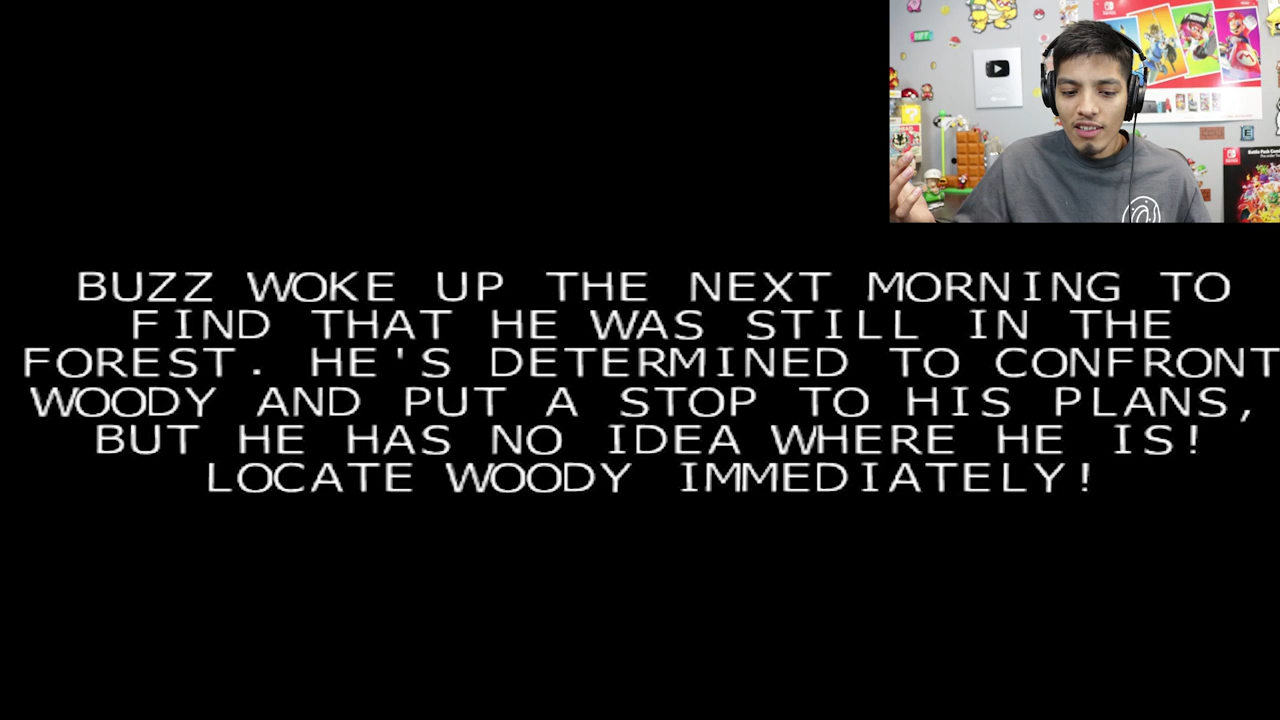 BUZZ WOKE UP THE NEXT MORNING TO
FIND THAT HE WAS STILL IN THE
FOREST. HE'S DETERMINED TO CONFRONT
WOODY AND PUT A STOP TO HIS PLANS,
BUT HE HAS NO IDEA WHERE HE IS!
LOCATE WOODY IMMEDIATELY!